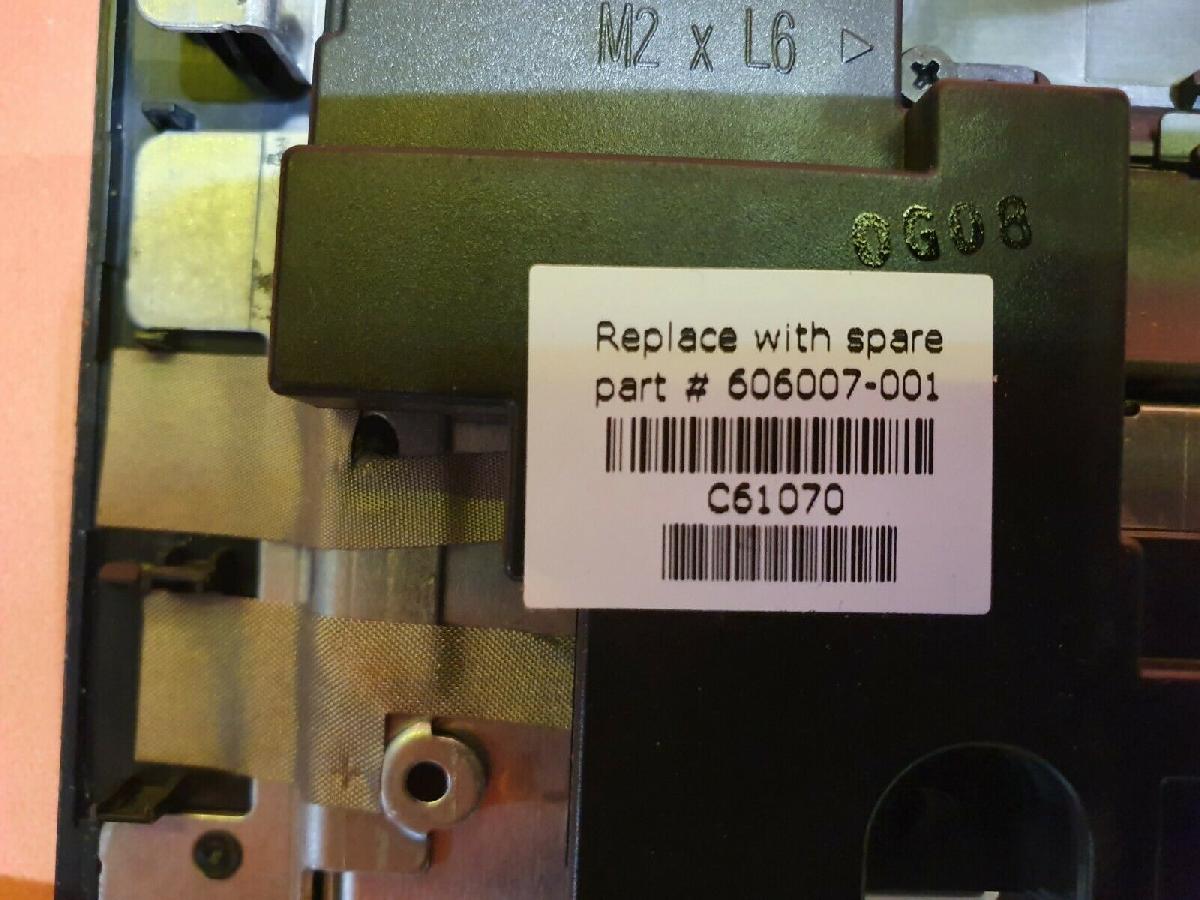 M2 x L6 ▷
0G08
Replace with spare
part # 606007-001
C61070